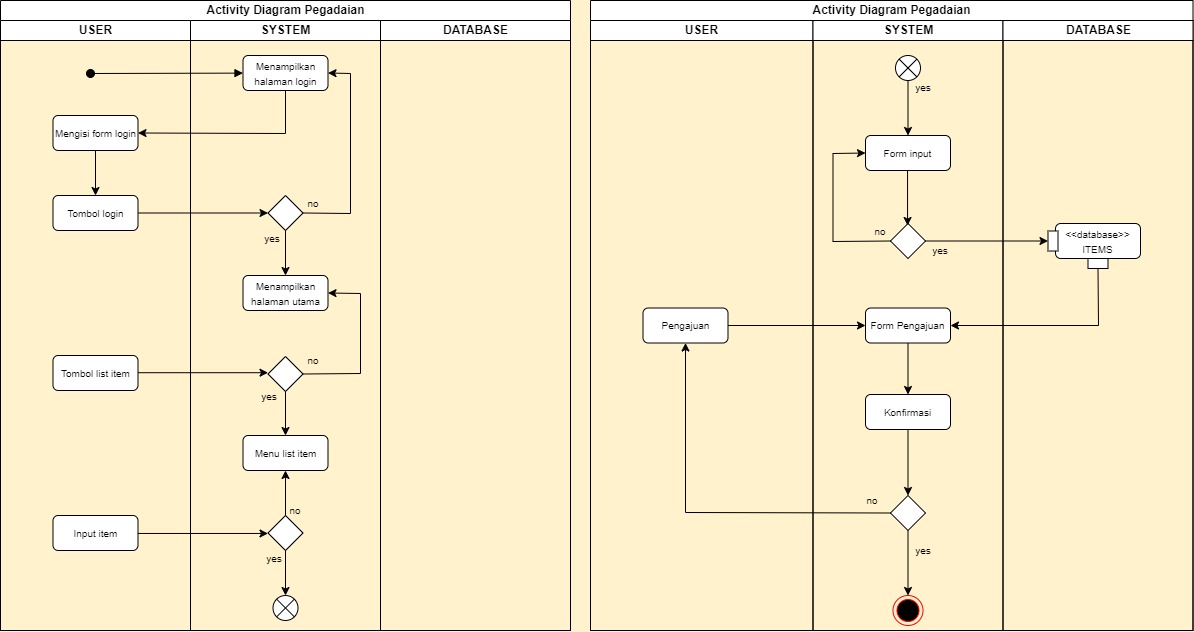 Activity Diagram Pegadaian
USER
SYSTEM
DATABASE
Menampilkan
halaman login
Mengisi form login
Tombol login
no
yes
Menampilkan
halaman utama
Tombol list item
no
yes
Menu list item
no
Input item
yes
Activity Diagram Pegadaian
USER
SYSTEM
DATABASE
yes
Form input
no
yes
<<database>>
ITEMS
Pengajuan
Form Pengajuan
Konfirmasi
no
yes